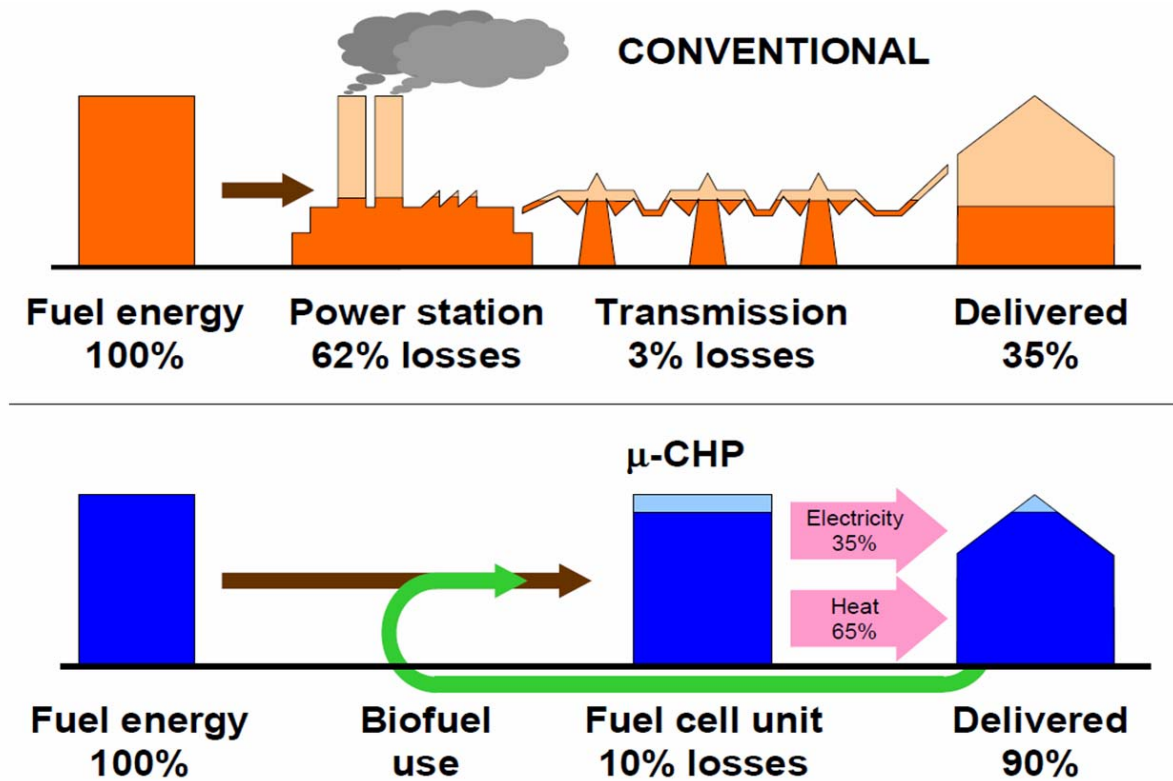 CONVENTIONAL
Fuel energy
100%
Power station
62% losses
Transmission
3% losses
Delivered
35%
μ-CHP
Electricity
35%
Heat
65%
Fuel energy
100%
Biofuel
use
Fuel cell unit
10% losses
Delivered
90%